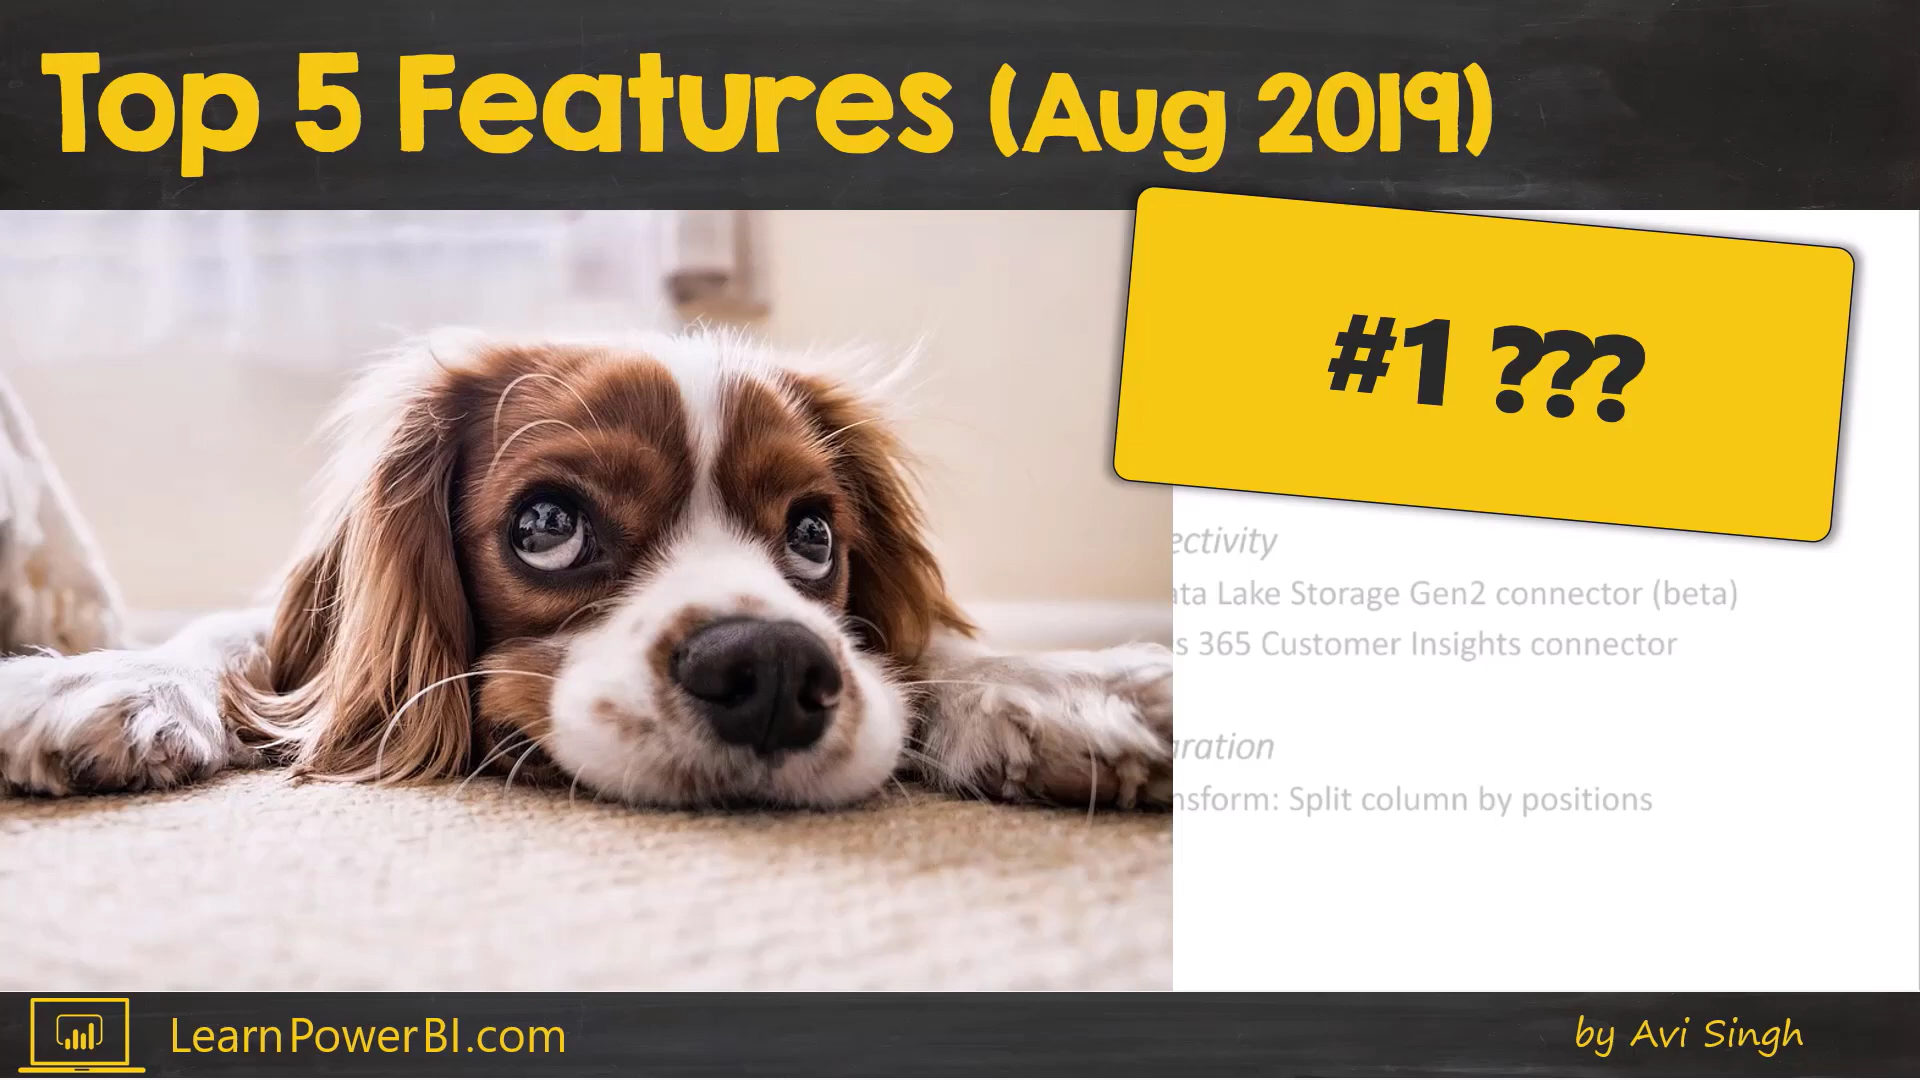 Top 5 Features (Aug 2019)
#1 ???
ectivity
ata Lake Storage Gen2 connector (beta)
s 365 Customer Insights connector
aration
nsform: Split column by positions
LearnPowerBI.com
by Avi Singh